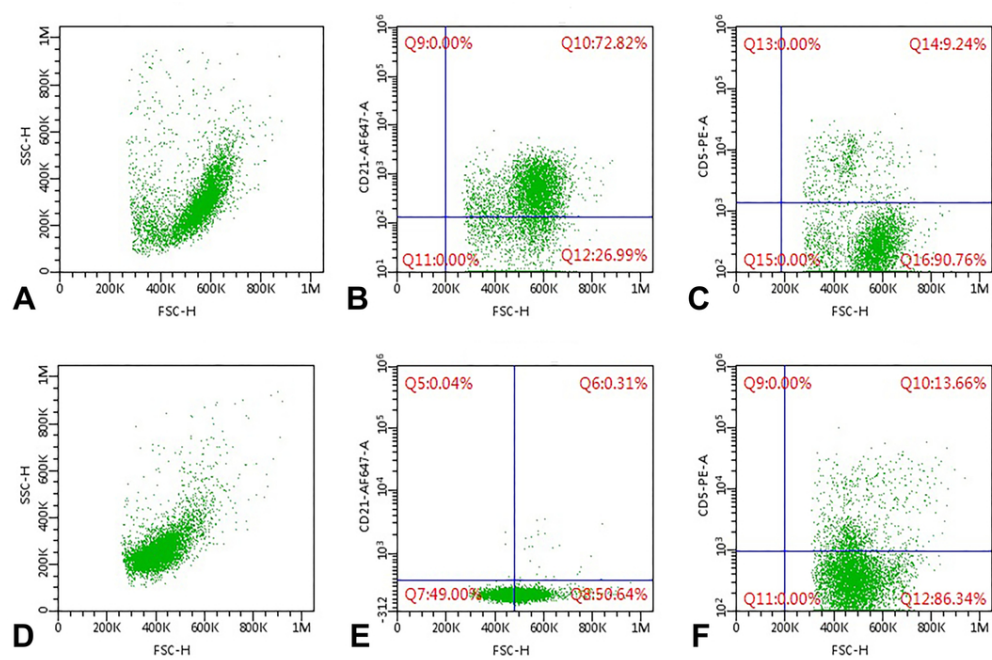 1M
800K
600K
400K
200K
0
SSC-H
0 200K 400K 600K 800K 1M
FSC-H
A
Q9:0.00% Q10:72.82%
Q11:0.00% Q12:26.99%
10^6
10^5
10^4
10^3
10^2
10^1
CD21-AF647-A
0 200K 400K 600K 800K 1M
FSC-H
B
Q13:0.00% Q14:9.24%
Q15:0.00% Q16:90.76%
10^6
10^5
10^4
10^3
10^2
CD5-PE-A
0 200K 400K 600K 800K 1M
FSC-H
C
1M
800K
600K
400K
200K
0
SSC-H
0 200K 400K 600K 800K 1M
FSC-H
D
Q5:0.04% Q6:0.31%
Q7:49.00% Q8:50.64%
10^6
10^5
10^4
10^3
-312
CD21-AF647-A
0 200K 400K 600K 800K 1M
FSC-H
E
Q9:0.00% Q10:13.66%
Q11:0.00% Q12:86.34%
10^6
10^5
10^4
10^3
10^2
CD5-PE-A
0 200K 400K 600K 800K 1M
FSC-H
F